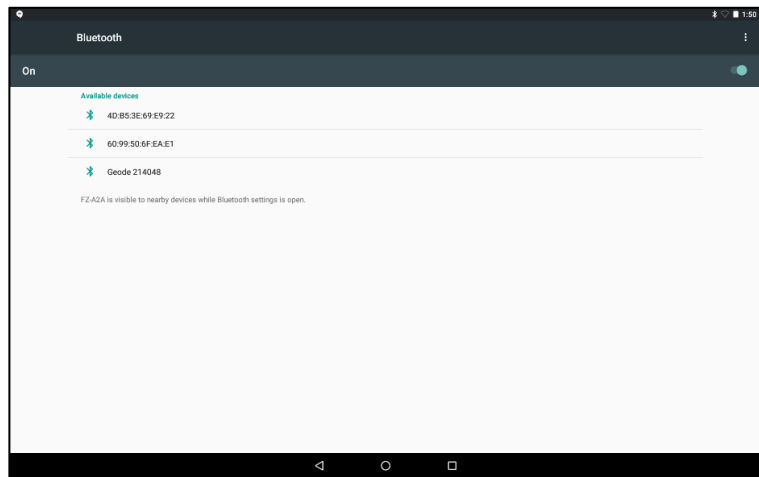 1:50
Bluetooth
On
Available devices
4D:B5:3E:69:E9:22
60:99:50:6F:EA:E1
Geode 214048
FZ-A2A is visible to nearby devices while Bluetooth settings is open.